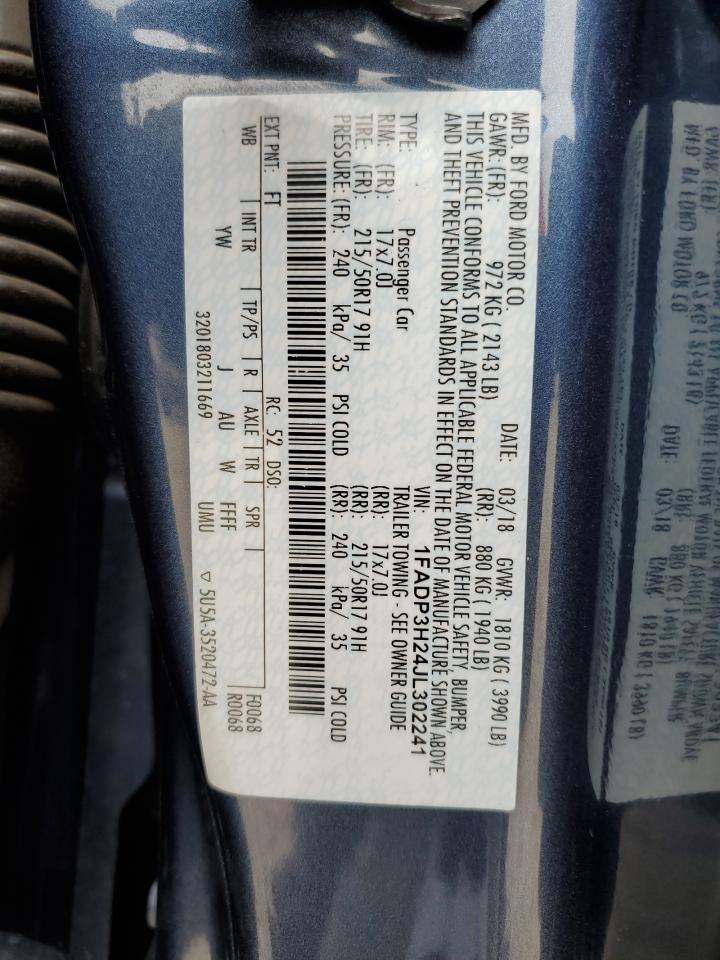 MFD. BY FORD MOTOR CO.
DATE: 03/18 GVWR: 1810 KG ( 3990 LB)
GAWR: (FR): 972 KG ( 2143 LB) (RR): 880 KG ( 1940 LB)
THIS VEHICLE CONFORMS TO ALL APPLICABLE FEDERAL MOTOR VEHICLE SAFETY, BUMPER,
AND THEFT PREVENTION STANDARDS IN EFFECT ON THE DATE OF MANUFACTURE SHOWN ABOVE.
VIN: 1FADP3H24JL302241
TYPE: Passenger Car TRAILER TOWING - SEE OWNER GUIDE
RIM: (FR): 17x7.0J (RR): 17x7.0J
TIRE: (FR): 215/50R17 91H (RR): 215/50R17 91H
PRESSURE: (FR): 240 kPa/ 35 PSI COLD (RR): 240 kPa/ 35 PSI COLD
EXT PNT: FT RC: 52 DSO: F0068
WB INT TR TP/PS R AXLE TR SPR R0068
YW J AU W FFFF
3201803211669 UMU ▽ 5U5A-3520472-AA